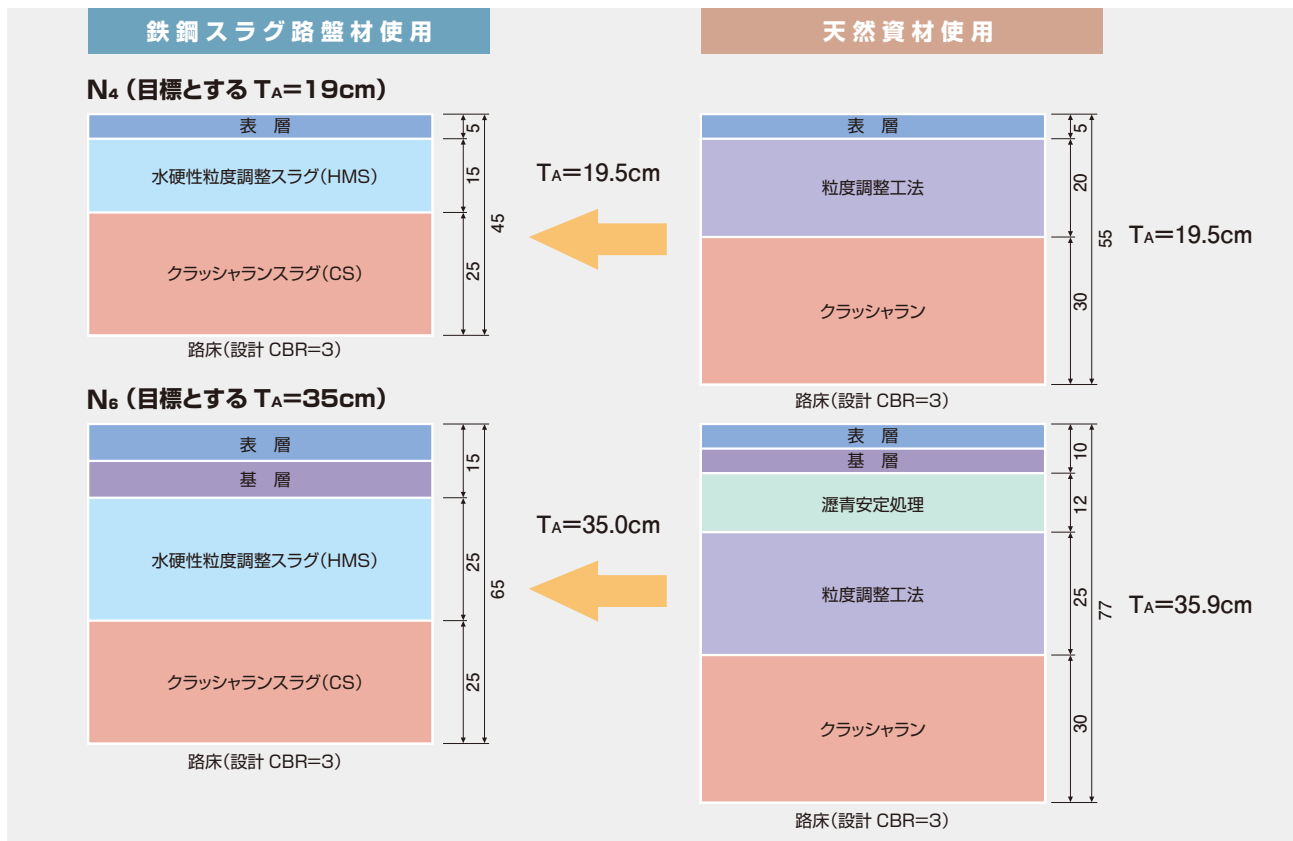 鉄鋼スラグ路盤材使用
天然資材使用
N4（目標とする TA=19cm）
表 層
水硬性粒度調整スラグ(HMS)
クラッシャランスラグ(CS)
路床(設計 CBR=3)
5
15
25
45
TA=19.5cm
表 層
粒度調整工法
クラッシャラン
路床(設計 CBR=3)
5
20
30
55
TA=19.5cm
N6（目標とする TA=35cm）
表 層
基 層
水硬性粒度調整スラグ(HMS)
クラッシャランスラグ(CS)
路床(設計 CBR=3)
15
25
25
65
TA=35.0cm
表 層
基 層
瀝青安定処理
粒度調整工法
クラッシャラン
路床(設計 CBR=3)
10
12
25
30
77
TA=35.9cm